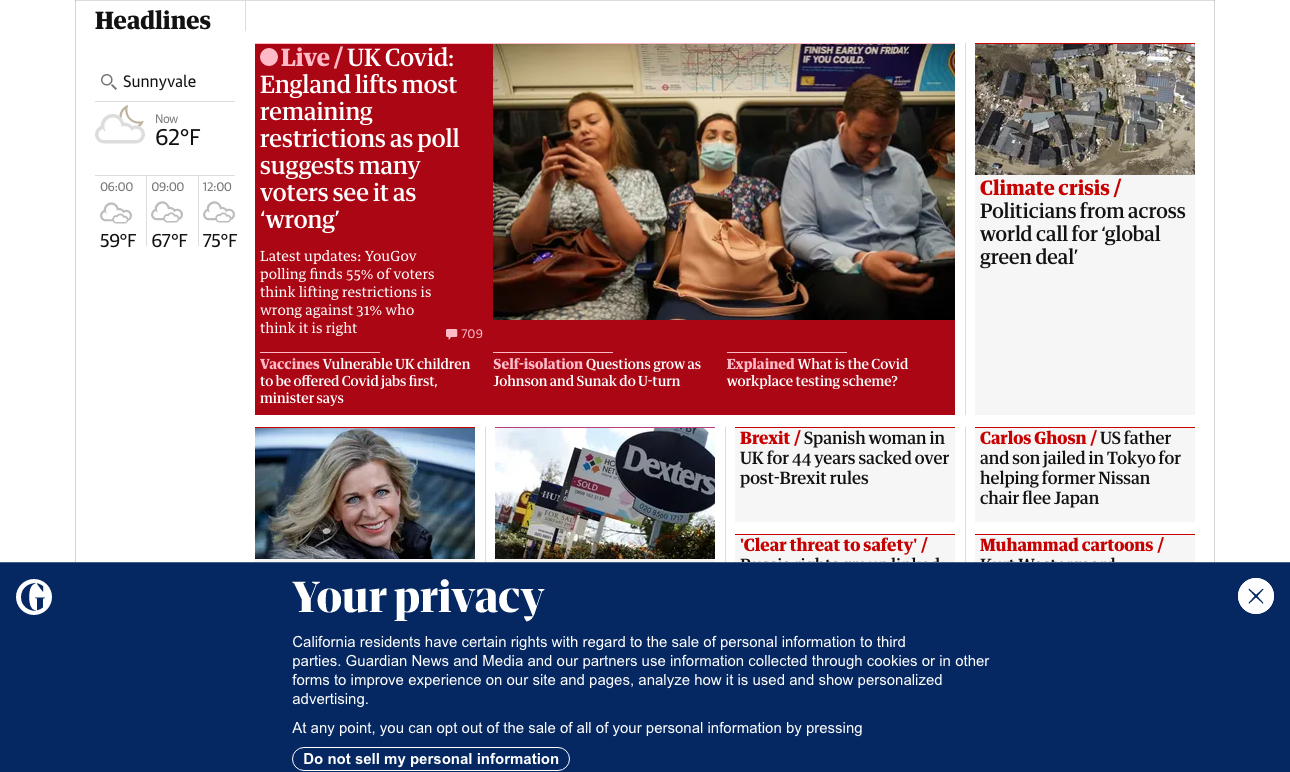 Headlines
Sunnyvale
Now
62°F
06:00
09:00
12:00
59°F
67°F
75°F
Live / UK Covid:
England lifts most
remaining
restrictions as poll
suggests many
voters see it as
‘wrong’
Latest updates: YouGov
polling finds 55% of voters
think lifting restrictions is
wrong against 31% who
think it is right
709
FINISH EARLY ON FRIDAY.
IF YOU COULD.
Vaccines Vulnerable UK children
to be offered Covid jabs first,
minister says
Self-isolation Questions grow as
Johnson and Sunak do U-turn
Explained What is the Covid
workplace testing scheme?
Climate crisis /
Politicians from across
world call for ‘global
green deal’
Dexters
SOLD
FOR SALE
020 8560 1717
Brexit / Spanish woman in
UK for 44 years sacked over
post-Brexit rules
Carlos Ghosn / US father
and son jailed in Tokyo for
helping former Nissan
chair flee Japan
'Clear threat to safety' /
Muhammad cartoons /
G
Your privacy
California residents have certain rights with regard to the sale of personal information to third
parties. Guardian News and Media and our partners use information collected through cookies or in other
forms to improve experience on our site and pages, analyze how it is used and show personalized
advertising.
At any point, you can opt out of the sale of all of your personal information by pressing
Do not sell my personal information